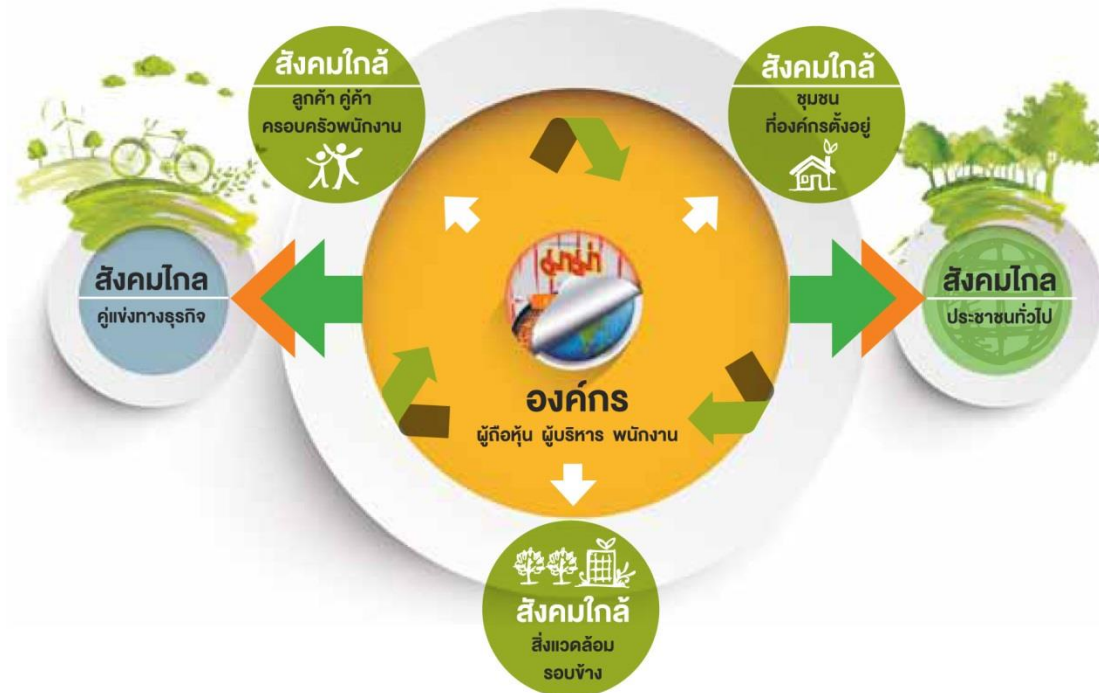 สังคมใกล้
ลูกค้า คู่ค้า
ครอบครัวพนักงาน
สังคมใกล้
ชุมชน
ที่องค์กรตั้งอยู่
สังคมไกล
คู่แข่งทางธุรกิจ
มาม่า
สังคมไกล
ประชาชนทั่วไป
องค์กร
ผู้ถือหุ้น ผู้บริหาร พนักงาน
สังคมใกล้
สิ่งแวดล้อม
รอบข้าง